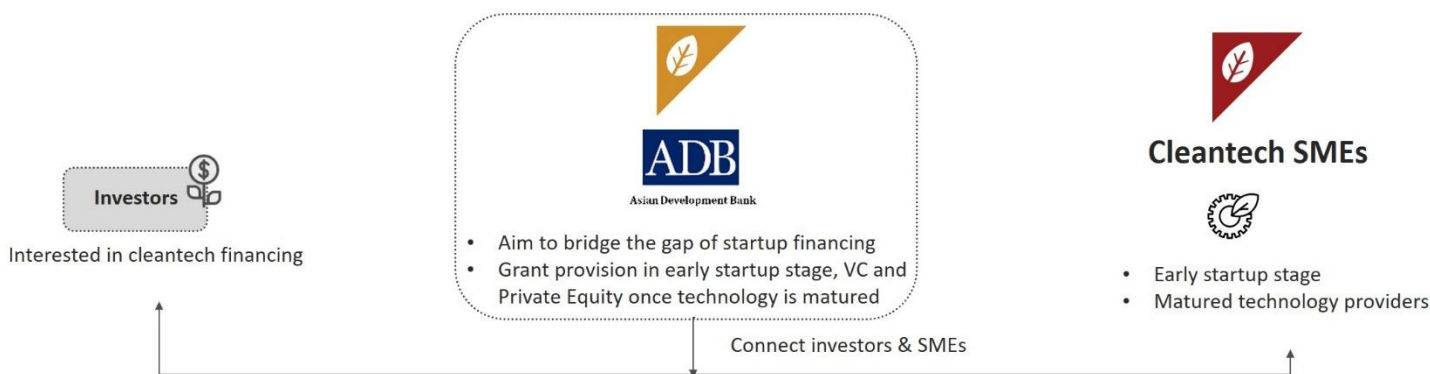 Investors
$
Interested in cleantech financing
ADB
Asian Development Bank
• Aim to bridge the gap of startup financing
• Grant provision in early startup stage, VC and
Private Equity once technology is matured
Connect investors & SMEs
Cleantech SMEs
• Early startup stage
• Matured technology providers